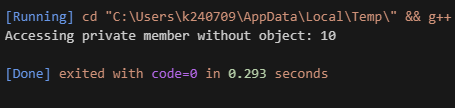 [Running] cd "C:\Users\k240709\AppData\Local\Temp\" && g++
Accessing private member without object: 10
[Done] exited with code=0 in 0.293 seconds